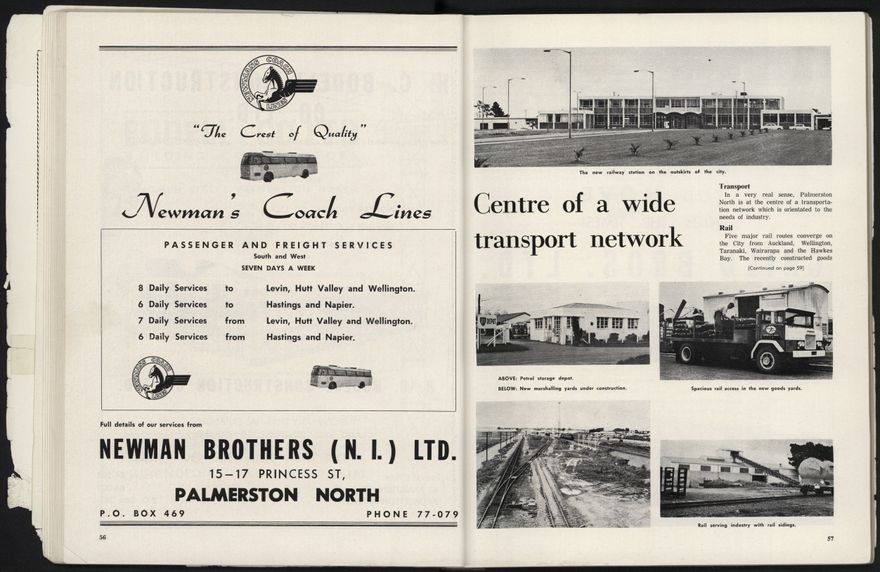 NEWMANS COACH LINES
"The Crest of Quality"
Newman's Coach Lines
PASSENGER AND FREIGHT SERVICES
South and West
SEVEN DAYS A WEEK
8 Daily Services to Levin, Hutt Valley and Wellington.
6 Daily Services to Hastings and Napier.
7 Daily Services from Levin, Hutt Valley and Wellington.
6 Daily Services from Hastings and Napier.
NEWMANS COACH LINES
Full details of our services from
NEWMAN BROTHERS (N. I.) LTD.
15–17 PRINCESS ST,
PALMERSTON NORTH
P.O. BOX 469 PHONE 77-079
56
The new railway station on the outskirts of the city.
Centre of a wide
transport network
Transport
In a very real sense, Palmerston
North is at the centre of a transporta-
tion network which is orientated to the
needs of industry.
Rail
Five major rail routes converge on
the City from Auckland, Wellington,
Taranaki, Wairarapa and the Hawkes
Bay. The recently constructed goods
[Continued on page 59]
ABOVE: Petrol storage depot.
BELOW: New marshalling yards under construction.
Spacious rail access in the new goods yards.
Rail serving industry with rail sidings.
57